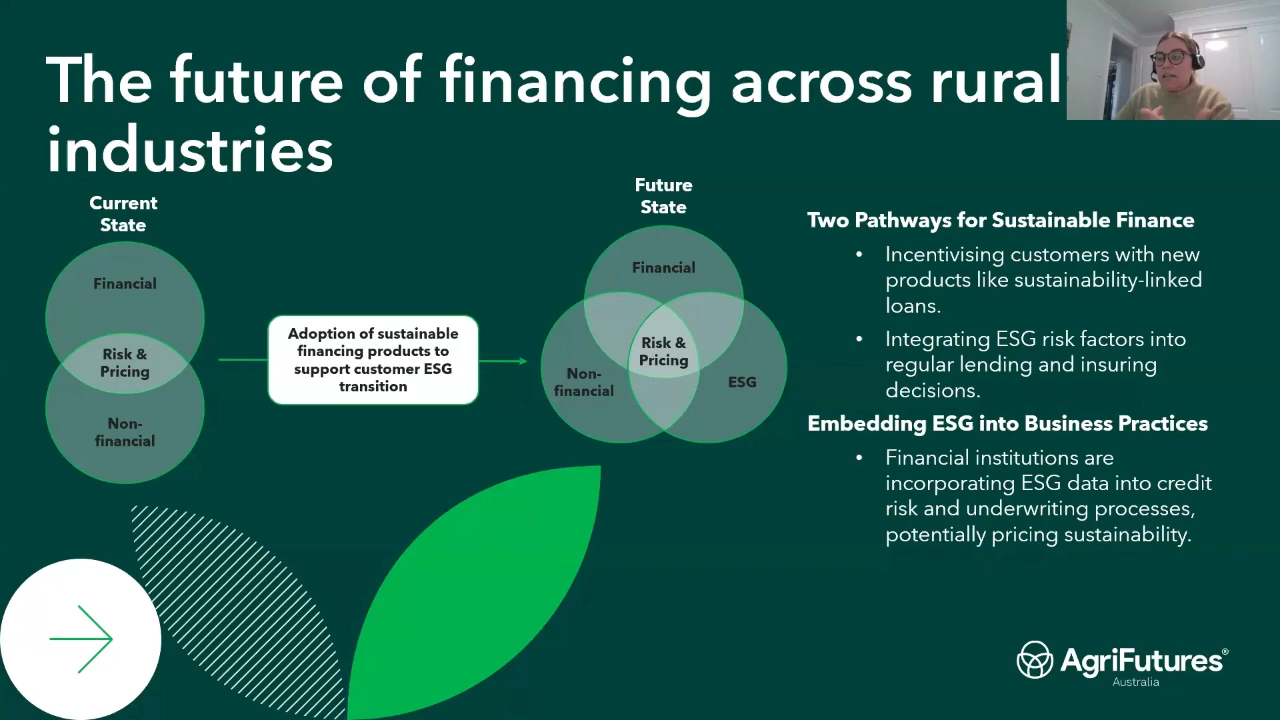 The future of financing across rural
industries
Current
State
Financial
Risk &
Pricing
Non-
financial
Adoption of sustainable
financing products to
support customer ESG
transition
Future
State
Financial
Risk &
Pricing
Non-
financial
ESG
Two Pathways for Sustainable Finance
• Incentivising customers with new
products like sustainability-linked
loans.
• Integrating ESG risk factors into
regular lending and insuring
decisions.
Embedding ESG into Business Practices
• Financial institutions are
incorporating ESG data into credit
risk and underwriting processes,
potentially pricing sustainability.
AgriFutures®
Australia